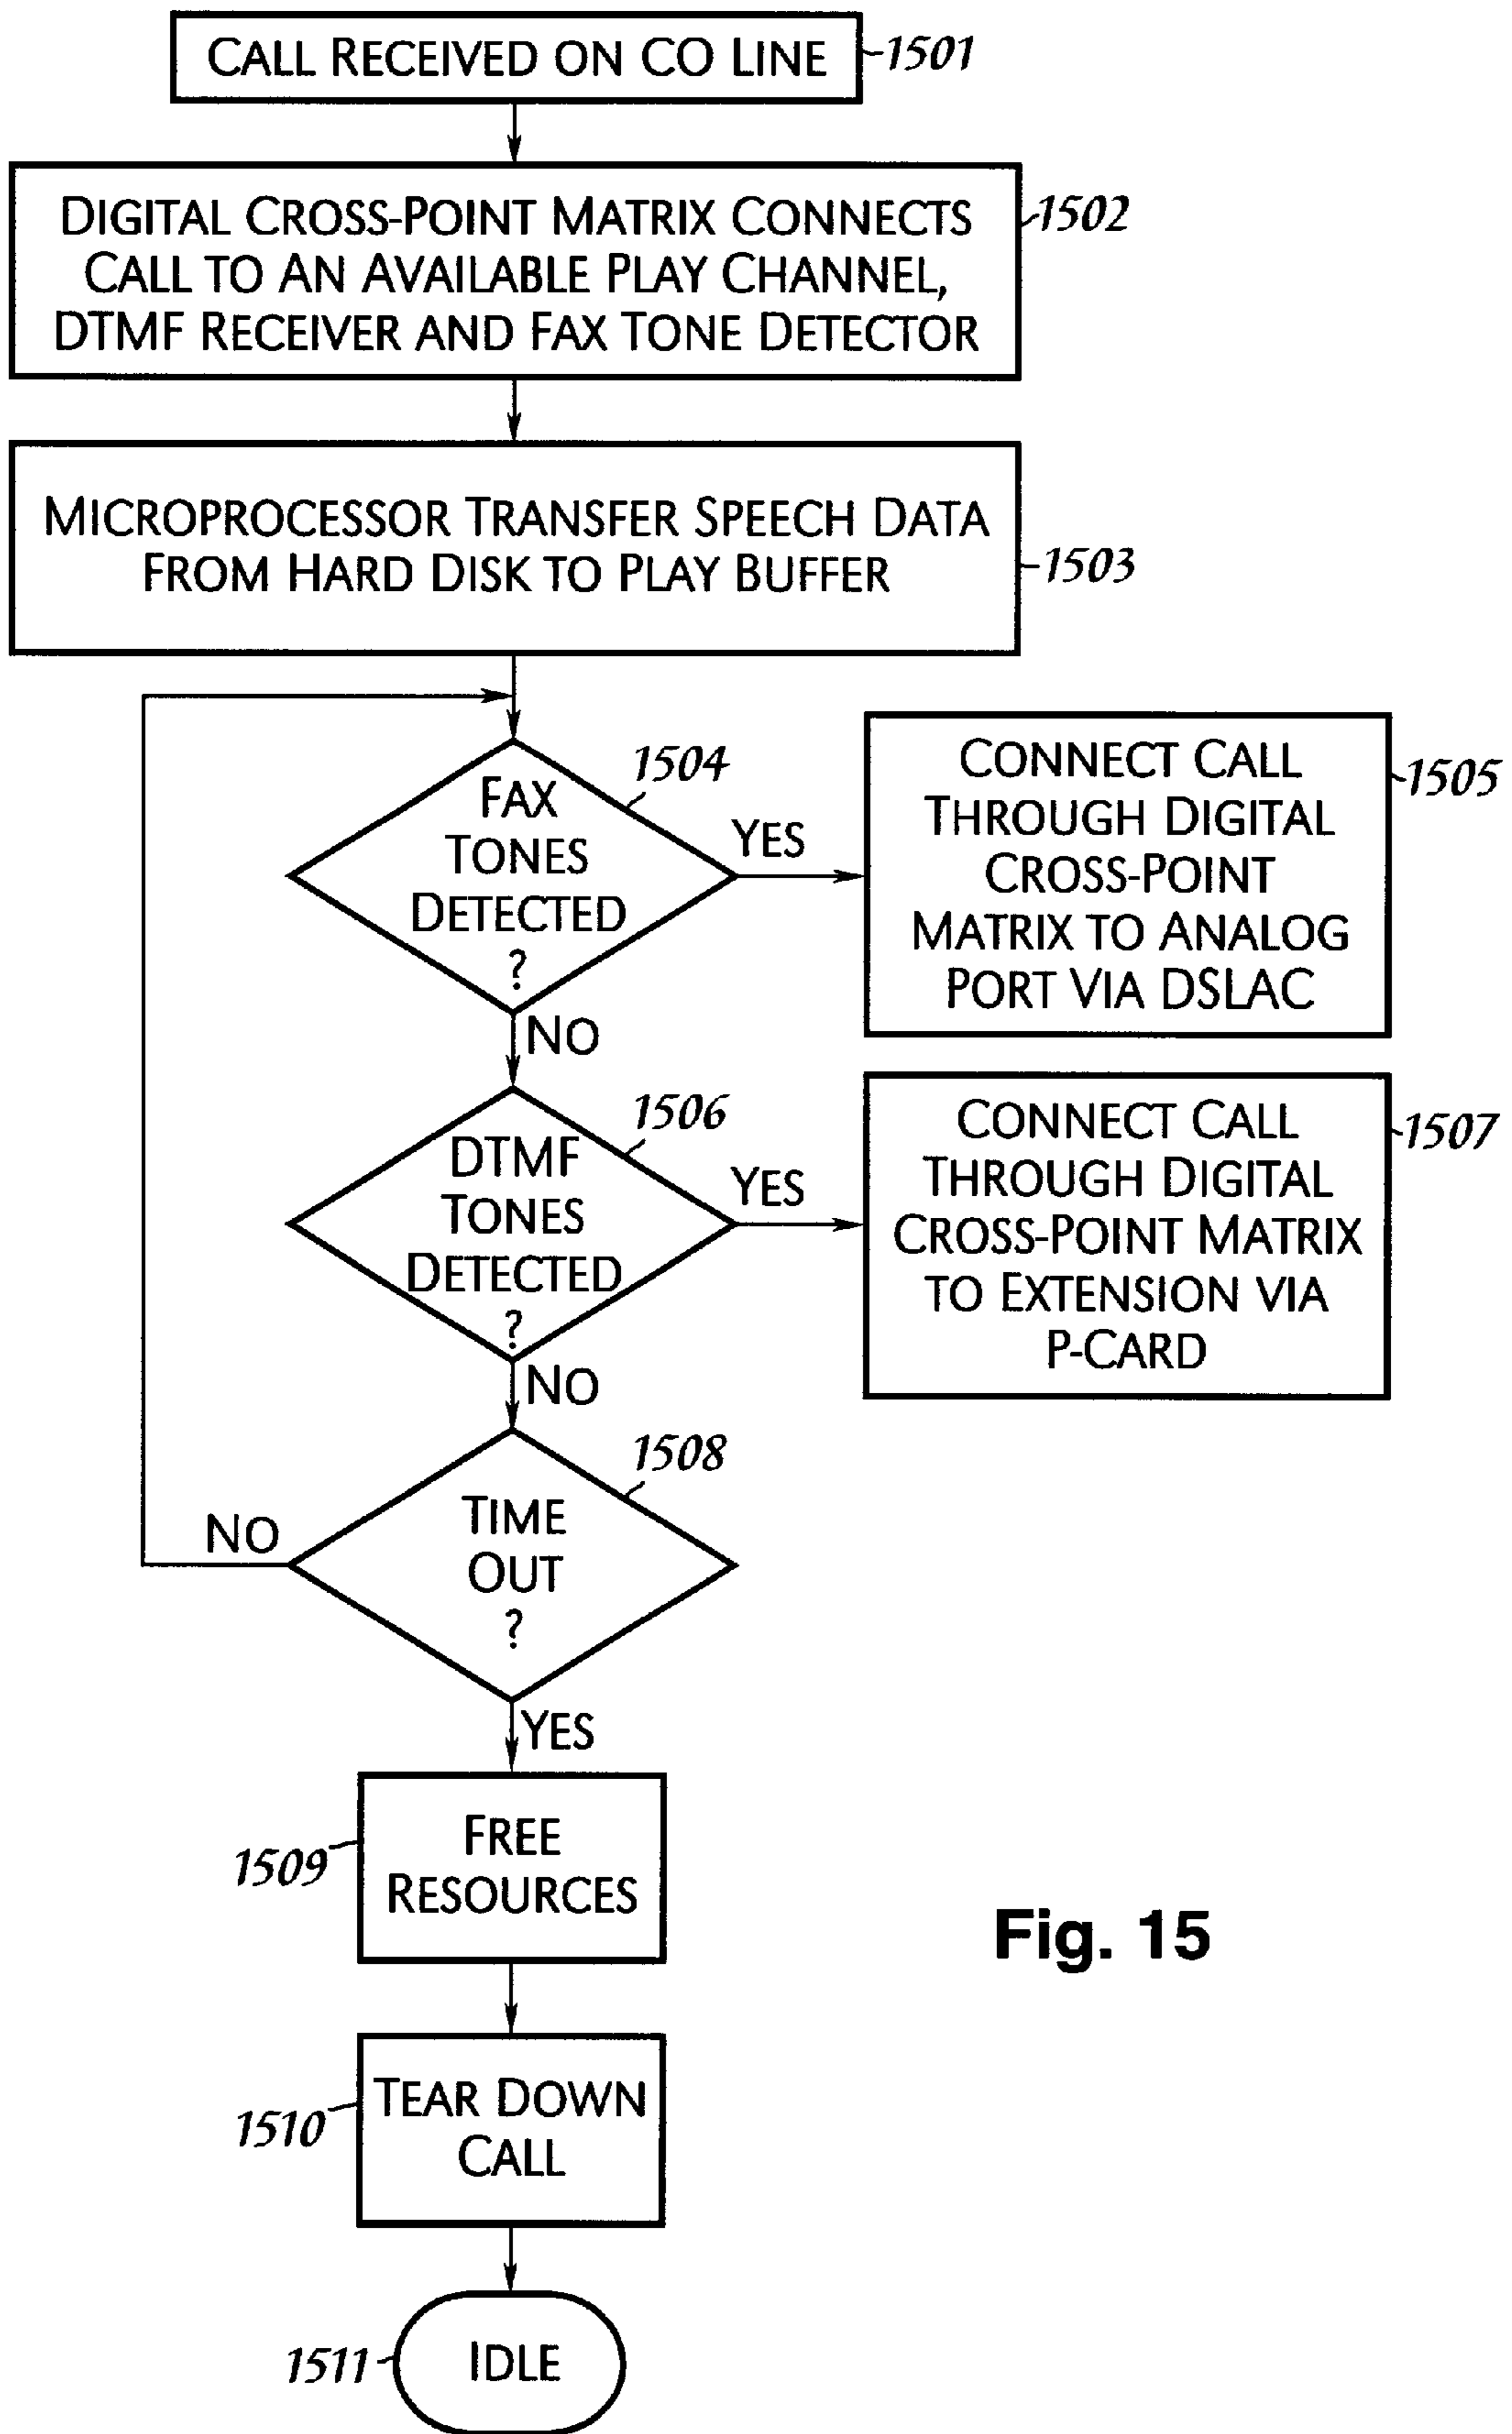 CALL RECEIVED ON CO LINE
1501
DIGITAL CROSS-POINT MATRIX CONNECTS
CALL TO AN AVAILABLE PLAY CHANNEL,
DTMF RECEIVER AND FAX TONE DETECTOR
1502
MICROPROCESSOR TRANSFER SPEECH DATA
FROM HARD DISK TO PLAY BUFFER
1503
FAX
TONES
DETECTED
?
1504
YES
NO
CONNECT CALL
THROUGH DIGITAL
CROSS-POINT
MATRIX TO ANALOG
PORT VIA DSLAC
1505
DTMF
TONES
DETECTED
?
1506
YES
NO
CONNECT CALL
THROUGH DIGITAL
CROSS-POINT MATRIX
TO EXTENSION VIA
P-CARD
1507
TIME
OUT
?
1508
NO
YES
FREE
RESOURCES
1509
TEAR DOWN
CALL
1510
IDLE
1511
Fig. 15